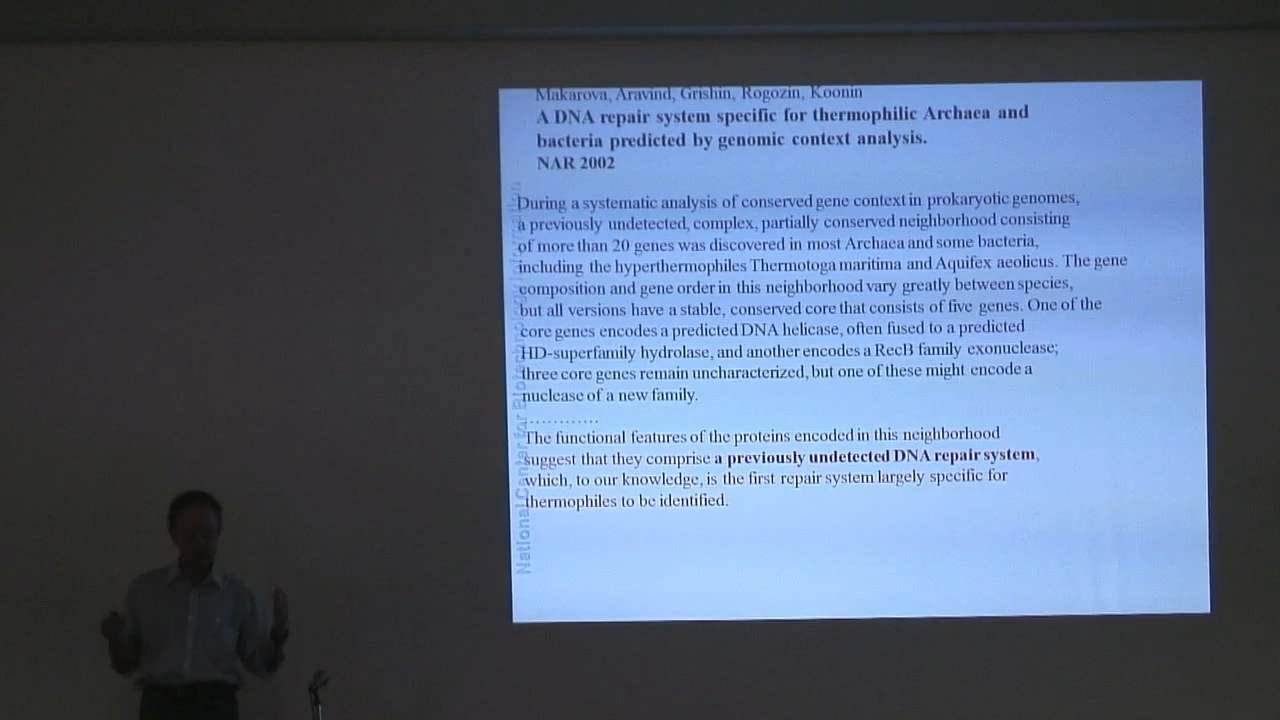 Makarova, Aravind, Grishin, Rogozin, Koonin
A DNA repair system specific for thermophilic Archaea and
bacteria predicted by genomic context analysis.
NAR 2002
During a systematic analysis of conserved gene context in prokaryotic genomes,
a previously undetected, complex, partially conserved neighborhood consisting
of more than 20 genes was discovered in most Archaea and some bacteria,
including the hyperthermophiles Thermotoga maritima and Aquifex aeolicus. The gene
composition and gene order in this neighborhood vary greatly between species,
but all versions have a stable, conserved core that consists of five genes. One of the
core genes encodes a predicted DNA helicase, often fused to a predicted
HD-superfamily hydrolase, and another encodes a RecB family exonuclease;
three core genes remain uncharacterized, but one of these might encode a
nuclease of a new family.
............
The functional features of the proteins encoded in this neighborhood
suggest that they comprise a previously undetected DNA repair system,
which, to our knowledge, is the first repair system largely specific for
thermophiles to be identified.
National Center for Biotechnology Information